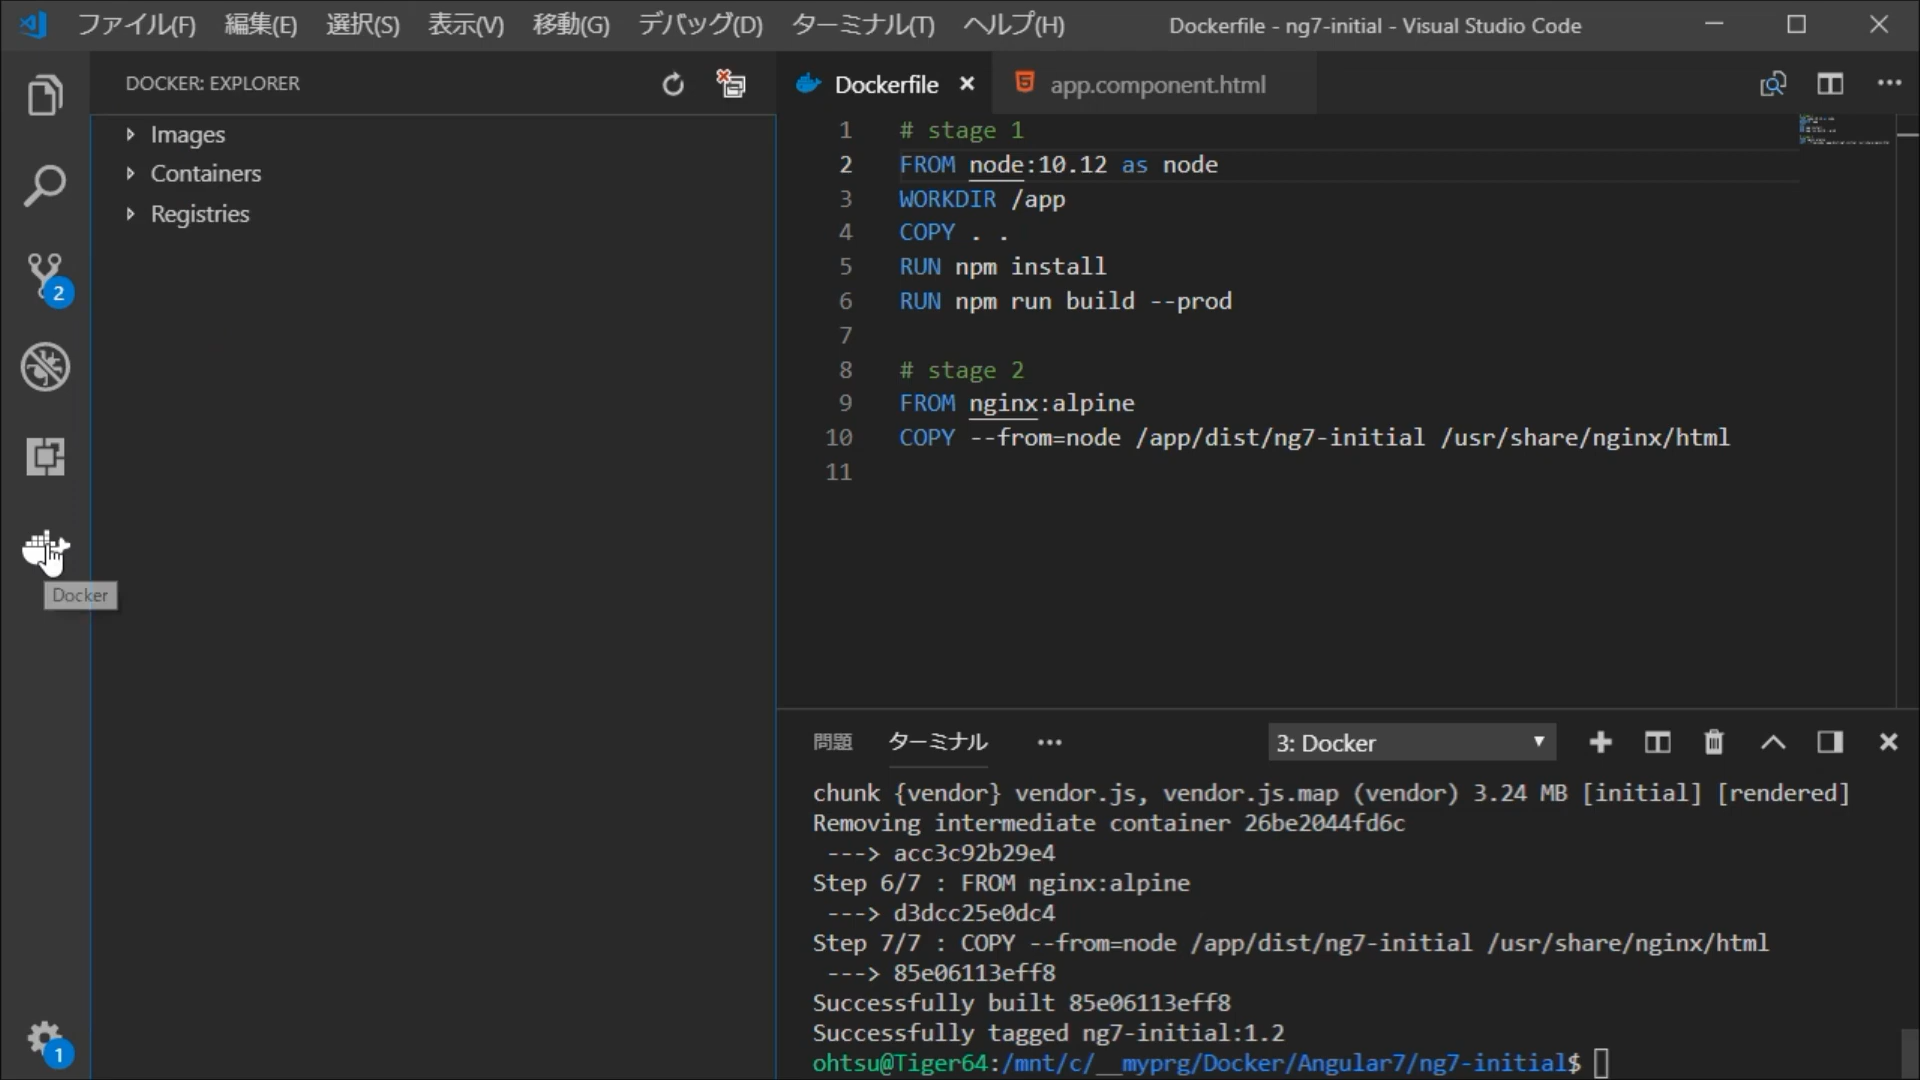 ファイル(F) 編集(E) 選択(S) 表示(V) 移動(G) デバッグ(D) ターミナル(T) ヘルプ(H) Dockerfile - ng7-initial - Visual Studio Code
DOCKER: EXPLORER
Images
Containers
Registries
2
Docker
1
Dockerfile app.component.html
1 # stage 1
2 FROM node:10.12 as node
3 WORKDIR /app
4 COPY . .
5 RUN npm install
6 RUN npm run build --prod
7
8 # stage 2
9 FROM nginx:alpine
10 COPY --from=node /app/dist/ng7-initial /usr/share/nginx/html
11
問題 ターミナル ••• 3: Docker
chunk {vendor} vendor.js, vendor.js.map (vendor) 3.24 MB [initial] [rendered]
Removing intermediate container 26be2044fd6c
---> acc3c92b29e4
Step 6/7 : FROM nginx:alpine
---> d3dcc25e0dc4
Step 7/7 : COPY --from=node /app/dist/ng7-initial /usr/share/nginx/html
---> 85e06113eff8
Successfully built 85e06113eff8
Successfully tagged ng7-initial:1.2
ohtsu@Tiger64:/mnt/c/__myprg/Docker/Angular7/ng7-initial$